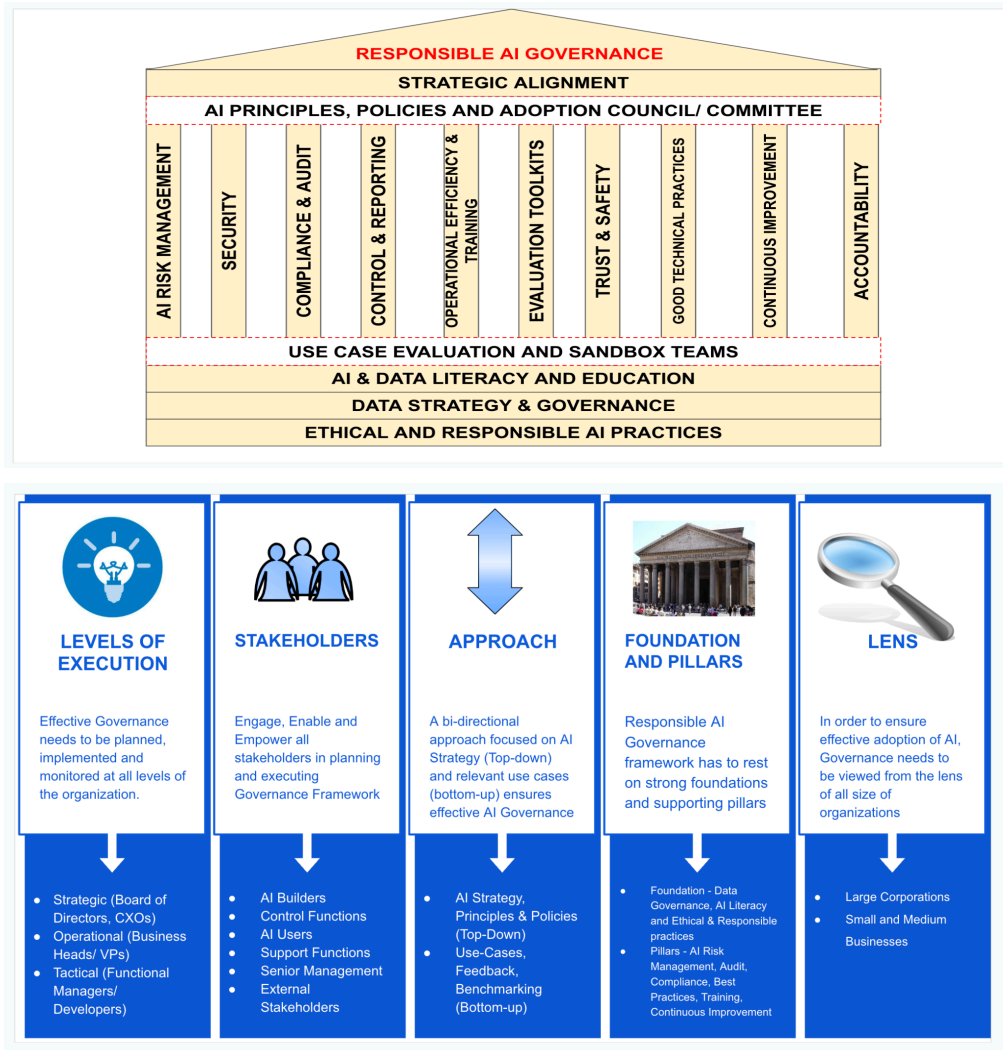 RESPONSIBLE AI GOVERNANCE
STRATEGIC ALIGNMENT
AI PRINCIPLES, POLICIES AND ADOPTION COUNCIL/ COMMITTEE
AI RISK MANAGEMENT
SECURITY
COMPLIANCE & AUDIT
CONTROL & REPORTING
OPERATIONAL EFFICIENCY &
TRAINING
EVALUATION TOOLKITS
TRUST & SAFETY
GOOD TECHNICAL PRACTICES
CONTINUOUS IMPROVEMENT
ACCOUNTABILITY
USE CASE EVALUATION AND SANDBOX TEAMS
AI & DATA LITERACY AND EDUCATION
DATA STRATEGY & GOVERNANCE
ETHICAL AND RESPONSIBLE AI PRACTICES
LEVELS OF
EXECUTION
Effective Governance
needs to be planned,
implemented and
monitored at all levels of
the organization.
● Strategic (Board of
Directors, CXOs)
● Operational (Business
Heads/ VPs)
● Tactical (Functional
Managers/
Developers)
STAKEHOLDERS
Engage, Enable and
Empower all
stakeholders in planning
and executing
Governance Framework
● AI Builders
● Control Functions
● AI Users
● Support Functions
● Senior Management
● External
Stakeholders
APPROACH
A bi-directional
approach focused on AI
Strategy (Top-down)
and relevant use cases
(bottom-up) ensures
effective AI Governance
● AI Strategy,
Principles & Policies
(Top-Down)
● Use-Cases,
Feedback,
Benchmarking
(Bottom-up)
FOUNDATION
AND PILLARS
Responsible AI
Governance
framework has to rest
on strong foundations
and supporting pillars
● Foundation - Data
Governance, AI Literacy
and Ethical & Responsible
practices
● Pillars - AI Risk
Management, Audit,
Compliance, Best
Practices, Training,
Continuous Improvement
LENS
In order to ensure
effective adoption of AI,
Governance needs to
be viewed from the lens
of all size of
organizations
● Large Corporations
● Small and Medium
Businesses